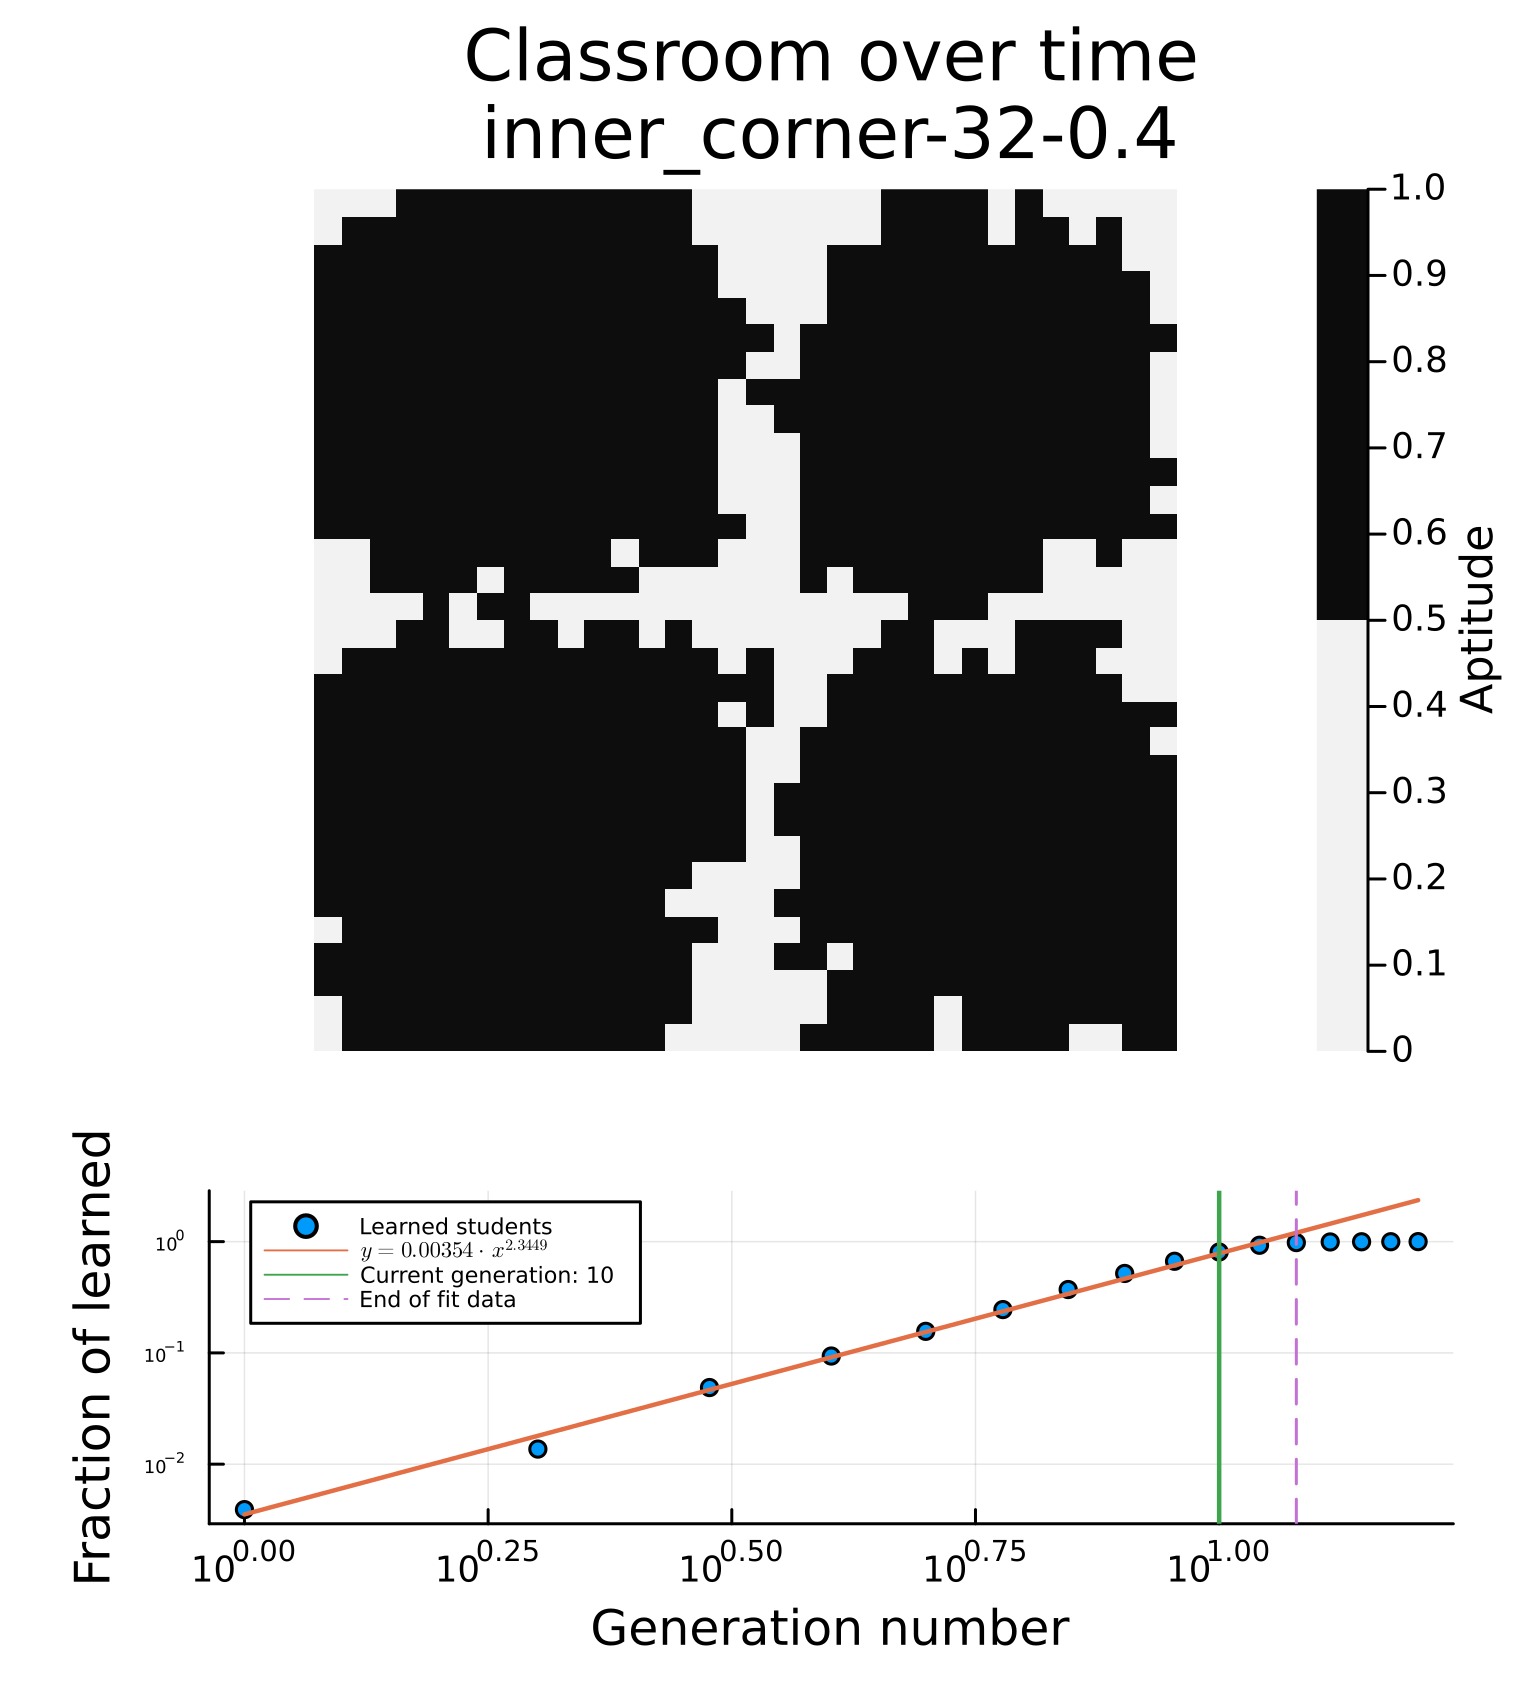 Classroom over time
inner_corner-32-0.4
1.0
0.9
0.8
0.7
0.6
0.5
0.4
0.3
0.2
0.1
0
Aptitude
Fraction of learned
10⁰
10⁻¹
10⁻²
Learned students
y = 0.00354 · x^2.3449
Current generation: 10
End of fit data
10^0.00 10^0.25 10^0.50 10^0.75 10^1.00
Generation number